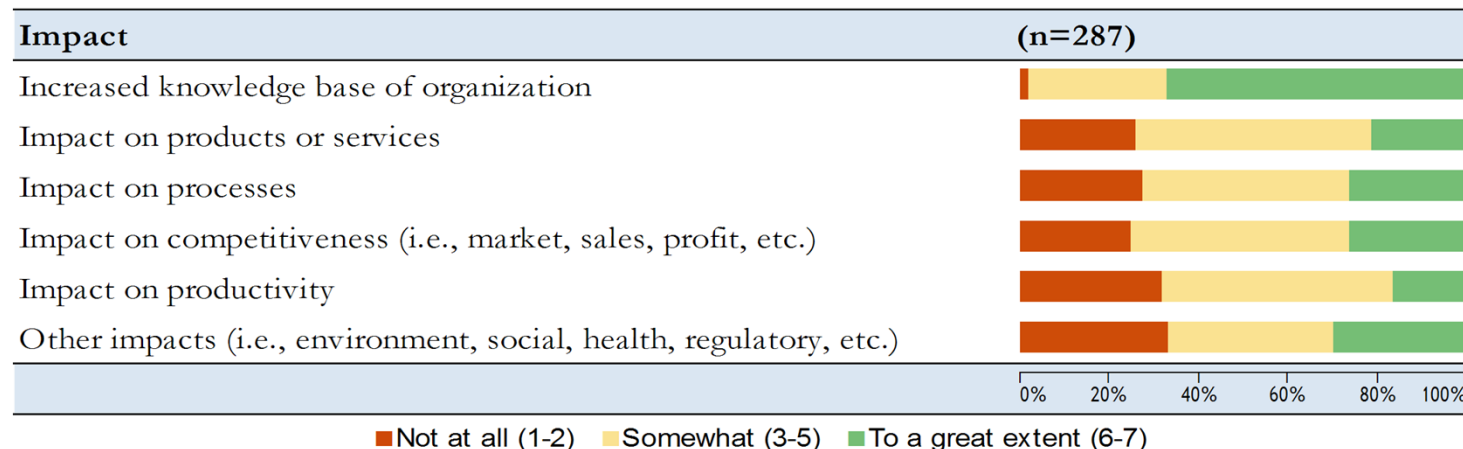 Impact (n=287)
Increased knowledge base of organization
Impact on products or services
Impact on processes
Impact on competitiveness (i.e., market, sales, profit, etc.)
Impact on productivity
Other impacts (i.e., environment, social, health, regulatory, etc.)
0% 20% 40% 60% 80% 100%
Not at all (1-2) Somewhat (3-5) To a great extent (6-7)